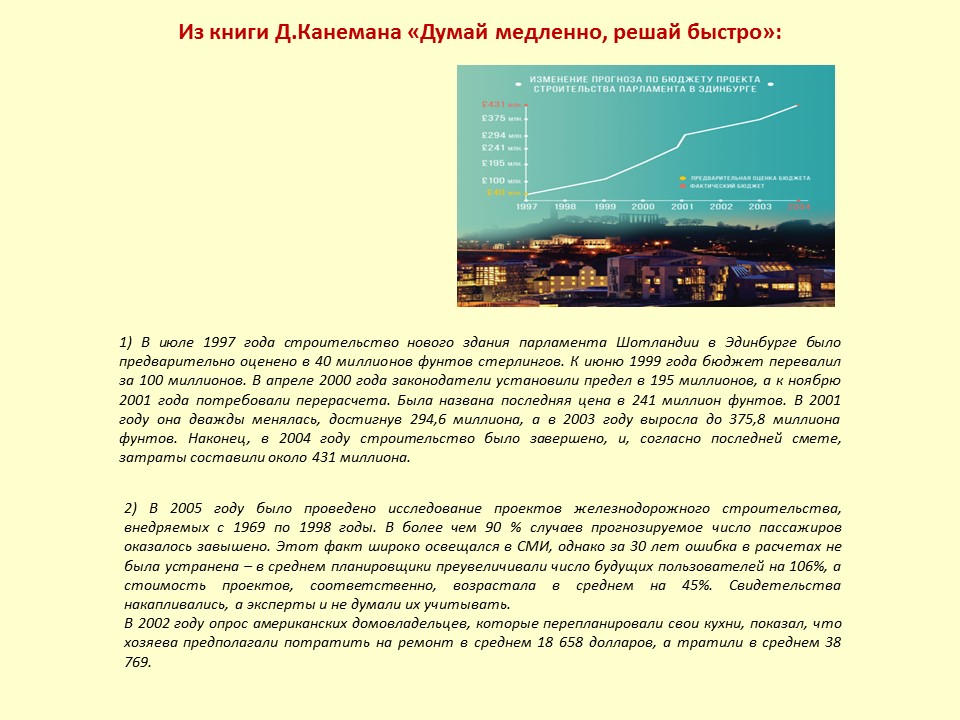 Из книги Д.Канемана «Думай медленно, решай быстро»:
ИЗМЕНЕНИЕ ПРОГНОЗА ПО БЮДЖЕТУ ПРОЕКТА
СТРОИТЕЛЬСТВА ПАРЛАМЕНТА В ЭДИНБУРГЕ
£431 млн.
£375 млн.
£294 млн.
£241 млн.
£195 млн.
£100 млн.
£40 млн.
ПРЕДВАРИТЕЛЬНАЯ ОЦЕНКА БЮДЖЕТА
ФАКТИЧЕСКИЙ БЮДЖЕТ
1997 1998 1999 2000 2001 2002 2003 2004
1) В июле 1997 года строительство нового здания парламента Шотландии в Эдинбурге было
предварительно оценено в 40 миллионов фунтов стерлингов. К июню 1999 года бюджет перевалил
за 100 миллионов. В апреле 2000 года законодатели установили предел в 195 миллионов, а к ноябрю
2001 года потребовали перерасчета. Была названа последняя цена в 241 миллион фунтов. В 2001
году она дважды менялась, достигнув 294,6 миллиона, а в 2003 году выросла до 375,8 миллиона
фунтов. Наконец, в 2004 году строительство было завершено, и, согласно последней смете,
затраты составили около 431 миллиона.
2) В 2005 году было проведено исследование проектов железнодорожного строительства,
внедряемых с 1969 по 1998 годы. В более чем 90 % случаев прогнозируемое число пассажиров
оказалось завышено. Этот факт широко освещался в СМИ, однако за 30 лет ошибка в расчетах не
была устранена – в среднем планировщики преувеличивали число будущих пользователей на 106%, а
стоимость проектов, соответственно, возрастала в среднем на 45%. Свидетельства
накапливались, а эксперты и не думали их учитывать.
В 2002 году опрос американских домовладельцев, которые перепланировали свои кухни, показал, что
хозяева предполагали потратить на ремонт в среднем 18 658 долларов, а тратили в среднем 38
769.